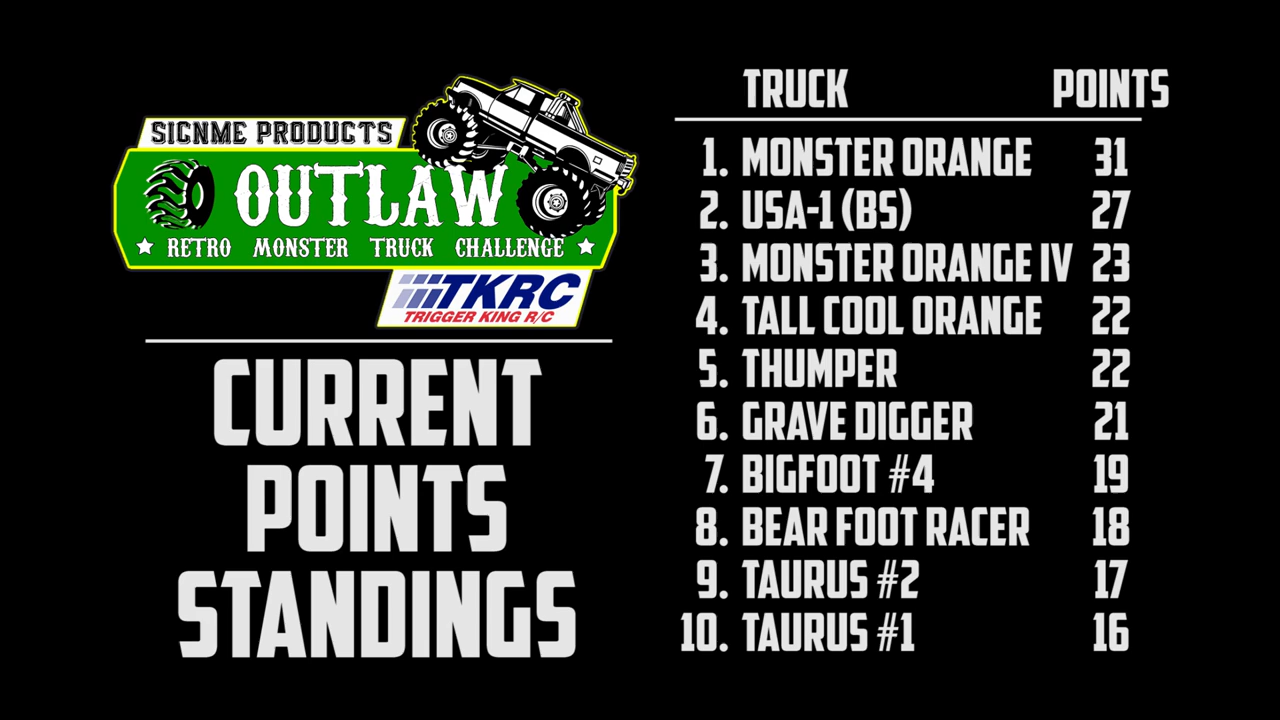 SICNME PRODUCTS
OUTLAW
RETRO MONSTER TRUCK CHALLENGE
TKRC
TRIGGER KING R/C
CURRENT
POINTS
STANDINGS
TRUCK POINTS
1. MONSTER ORANGE 31
2. USA-1 (BS) 27
3. MONSTER ORANGE IV 23
4. TALL COOL ORANGE 22
5. THUMPER 22
6. GRAVE DIGGER 21
7. BIGFOOT #4 19
8. BEAR FOOT RACER 18
9. TAURUS #2 17
10. TAURUS #1 16